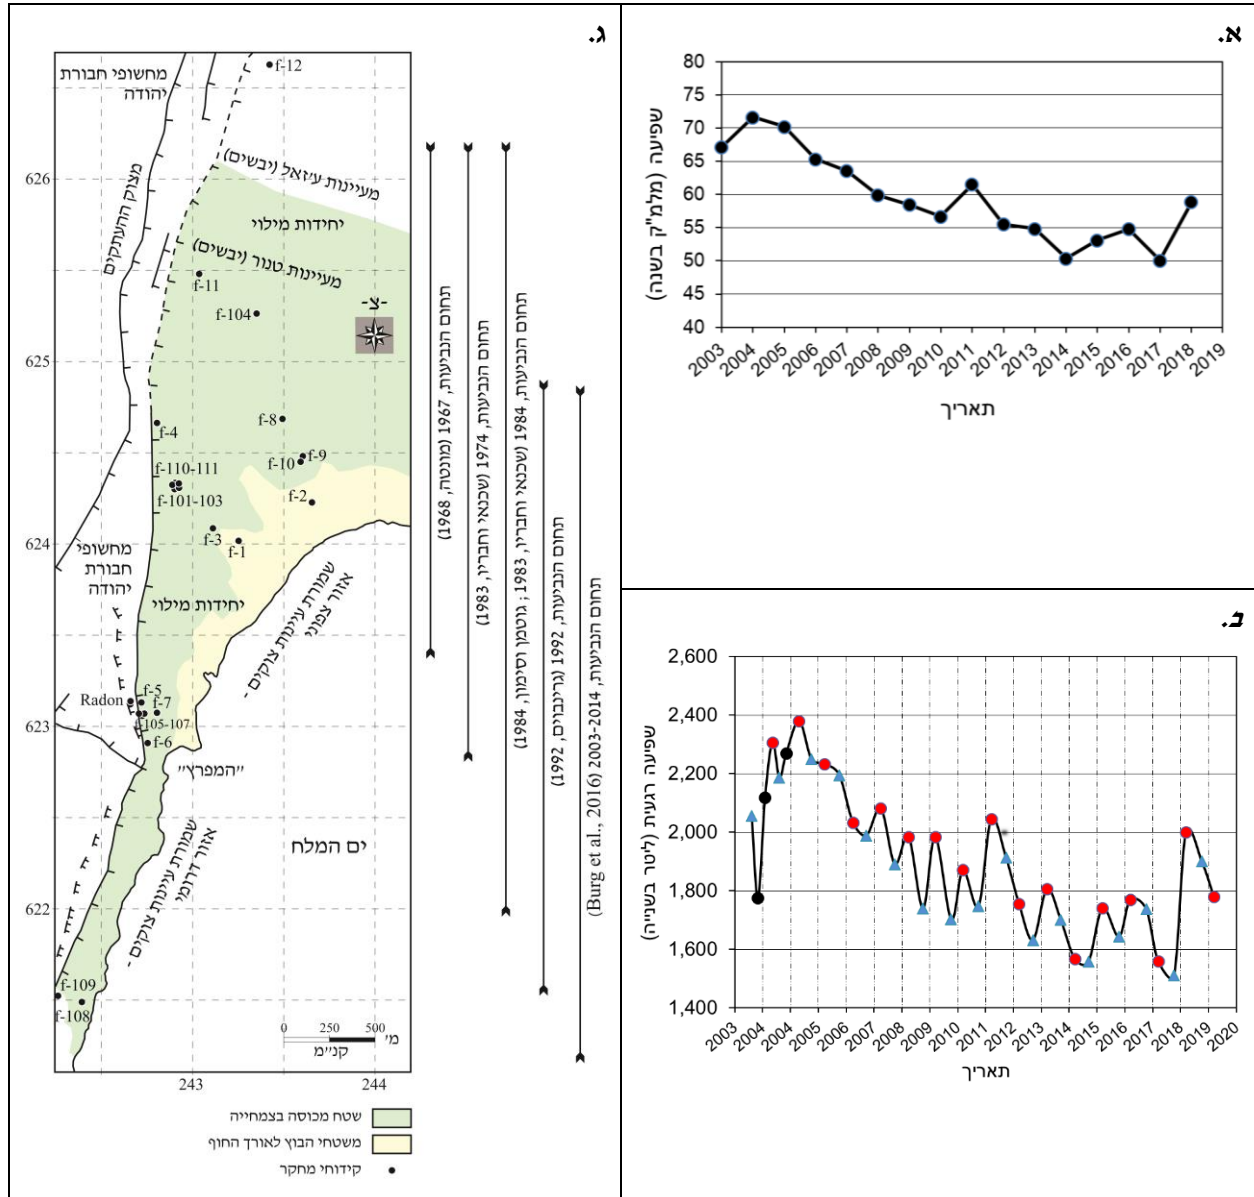 א.
80
75
70
65
60
55
50
45
40
שפיעה (מלמ"ק בשנה)
2003
2004
2005
2006
2007
2008
2009
2010
2011
2012
2013
2014
2015
2016
2017
2018
2019
תאריך
ב.
2,600
2,400
2,200
2,000
1,800
1,600
1,400
שפיעה רגעית (ליטר בשנייה)
2003
2004
2004
2005
2006
2007
2008
2009
2010
2011
2012
2013
2014
2015
2016
2017
2018
2019
2020
תאריך
ג.
מחשופי חבורת
יהודה
f-12
מצוק ההעתקים
מעיינות עיזאל (יבשים)
626
יחידות מילוי
מעיינות טנור (יבשים)
f-11
f-104
-צ-
625
f-4
f-8
f-9
f-10
f-110-111
f-101-103
f-2
f-3
f-1
624
מחשופי
חבורת
יהודה
יחידות מילוי
שמורת עיינות צוקים -
אזור צפוני
Radon
f-5
f-7
105-107
f-6
623
"המפרץ"
שמורת עיינות צוקים -
אזור דרומי
ים המלח
622
f-109
f-108
0
250
500
מ'
קנ"מ
243
244
תחום הנביעות, 1967 (מונטה, 1968)
תחום הנביעות, 1974 (שכנאי וחבריו, 1983)
תחום הנביעות, 1984 (שכנאי וחבריו, 1983; גוטמן וסימון, 1984)
תחום הנביעות, 1992 (גרינבוים, 1992)
תחום הנביעות, 2003-2014 (Burg et al., 2016)
שטח מכוסה בצמחייה
משטחי הבוץ לאורך החוף
קידוחי מחקר